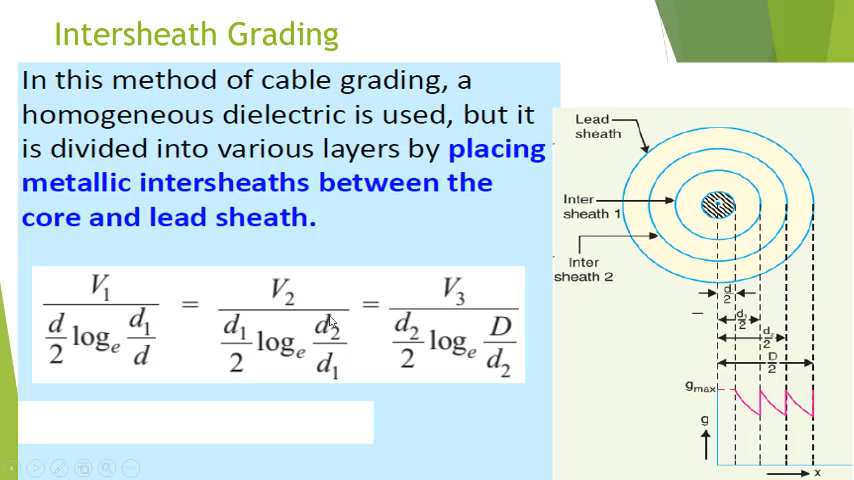 Intersheath Grading
In this method of cable grading, a
homogeneous dielectric is used, but it
is divided into various layers by placing
metallic intersheaths between the
core and lead sheath.
V₁ / (d/2 logₑ d₁/d) = V₂ / (d₁/2 logₑ d₂/d₁) = V₃ / (d₂/2 logₑ D/d₂)
Lead
sheath
Inter
sheath 1
Inter
sheath 2
d/2
d₁/2
d₂/2
D/2
gmax
g
x